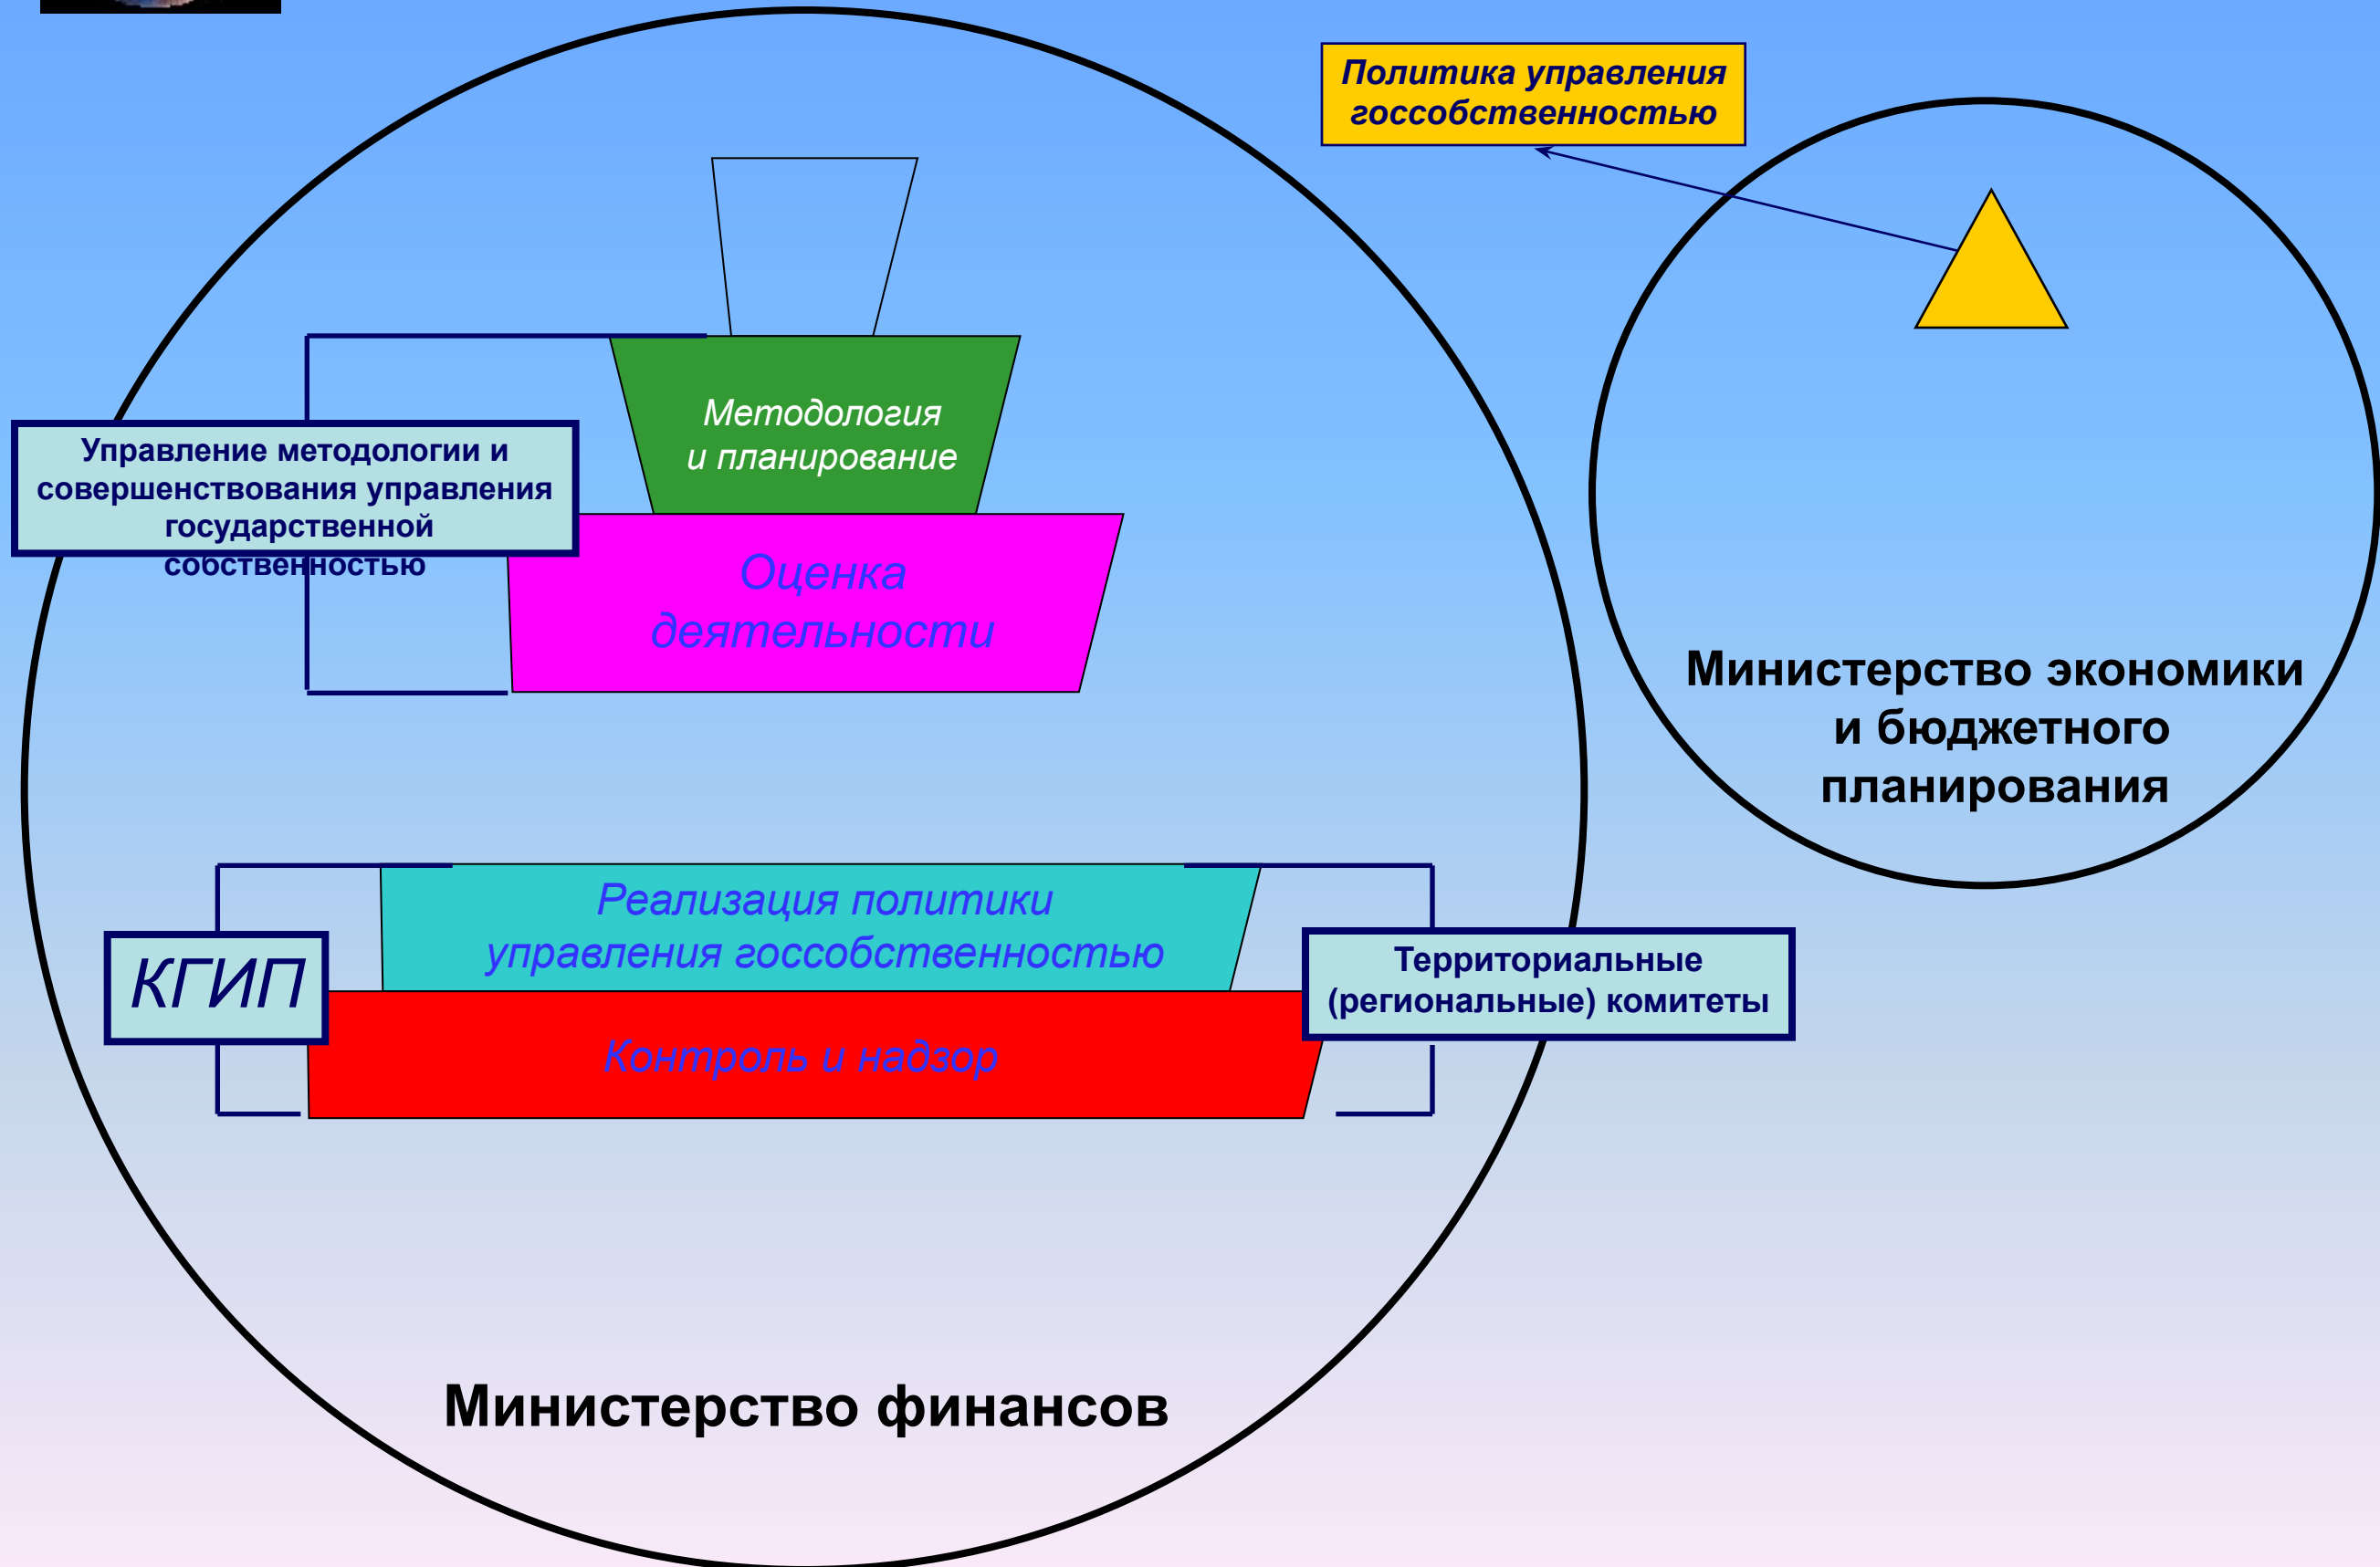 Политика управления
госсобственностью
Методология
и планирование
Управление методологии и
совершенствования управления
государственной
собственностью
Оценка
деятельности
Министерство экономики
и бюджетного
планирования
Реализация политики
управления госсобственностью
КГИП
Территориальные
(региональные) комитеты
Контроль и надзор
Министерство финансов